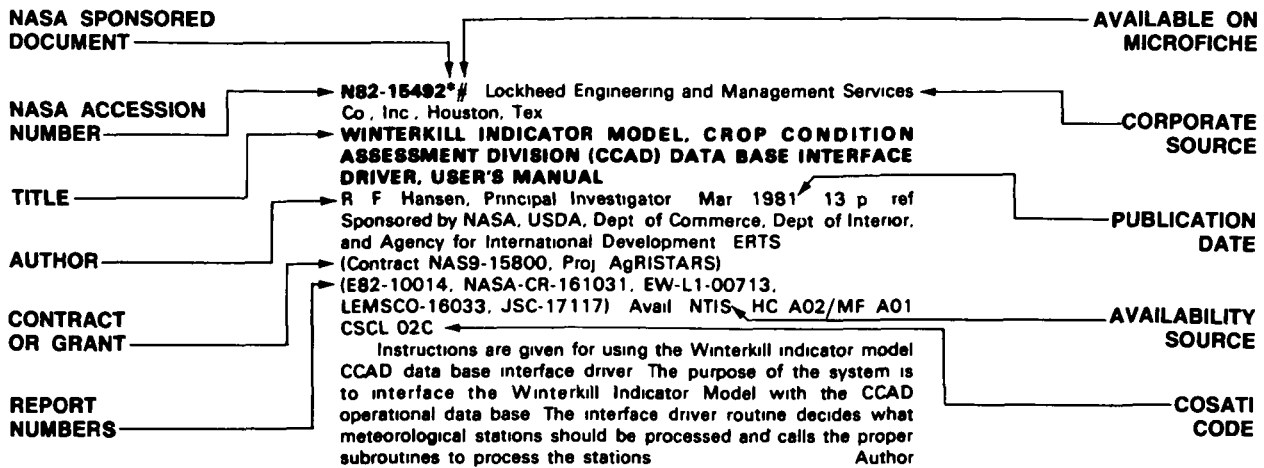 NASA SPONSORED
DOCUMENT
AVAILABLE ON
MICROFICHE
NASA ACCESSION
NUMBER
N82-15492*# Lockheed Engineering and Management Services
Co , Inc , Houston, Tex
CORPORATE
SOURCE
WINTERKILL INDICATOR MODEL, CROP CONDITION
ASSESSMENT DIVISION (CCAD) DATA BASE INTERFACE
DRIVER, USER'S MANUAL
TITLE
R F Hansen, Principal Investigator Mar 1981 13 p ref
Sponsored by NASA, USDA, Dept of Commerce, Dept of Interior,
and Agency for International Development ERTS
PUBLICATION
DATE
AUTHOR
(Contract NAS9-15800, Proj AgRISTARS)
(E82-10014, NASA-CR-161031, EW-L1-00713,
LEMSCO-16033, JSC-17117) Avail NTIS HC A02/MF A01
CSCL 02C
CONTRACT
OR GRANT
AVAILABILITY
SOURCE
Instructions are given for using the Winterkill indicator model
CCAD data base interface driver The purpose of the system is
to interface the Winterkill Indicator Model with the CCAD
operational data base The interface driver routine decides what
meteorological stations should be processed and calls the proper
subroutines to process the stations Author
REPORT
NUMBERS
COSATI
CODE